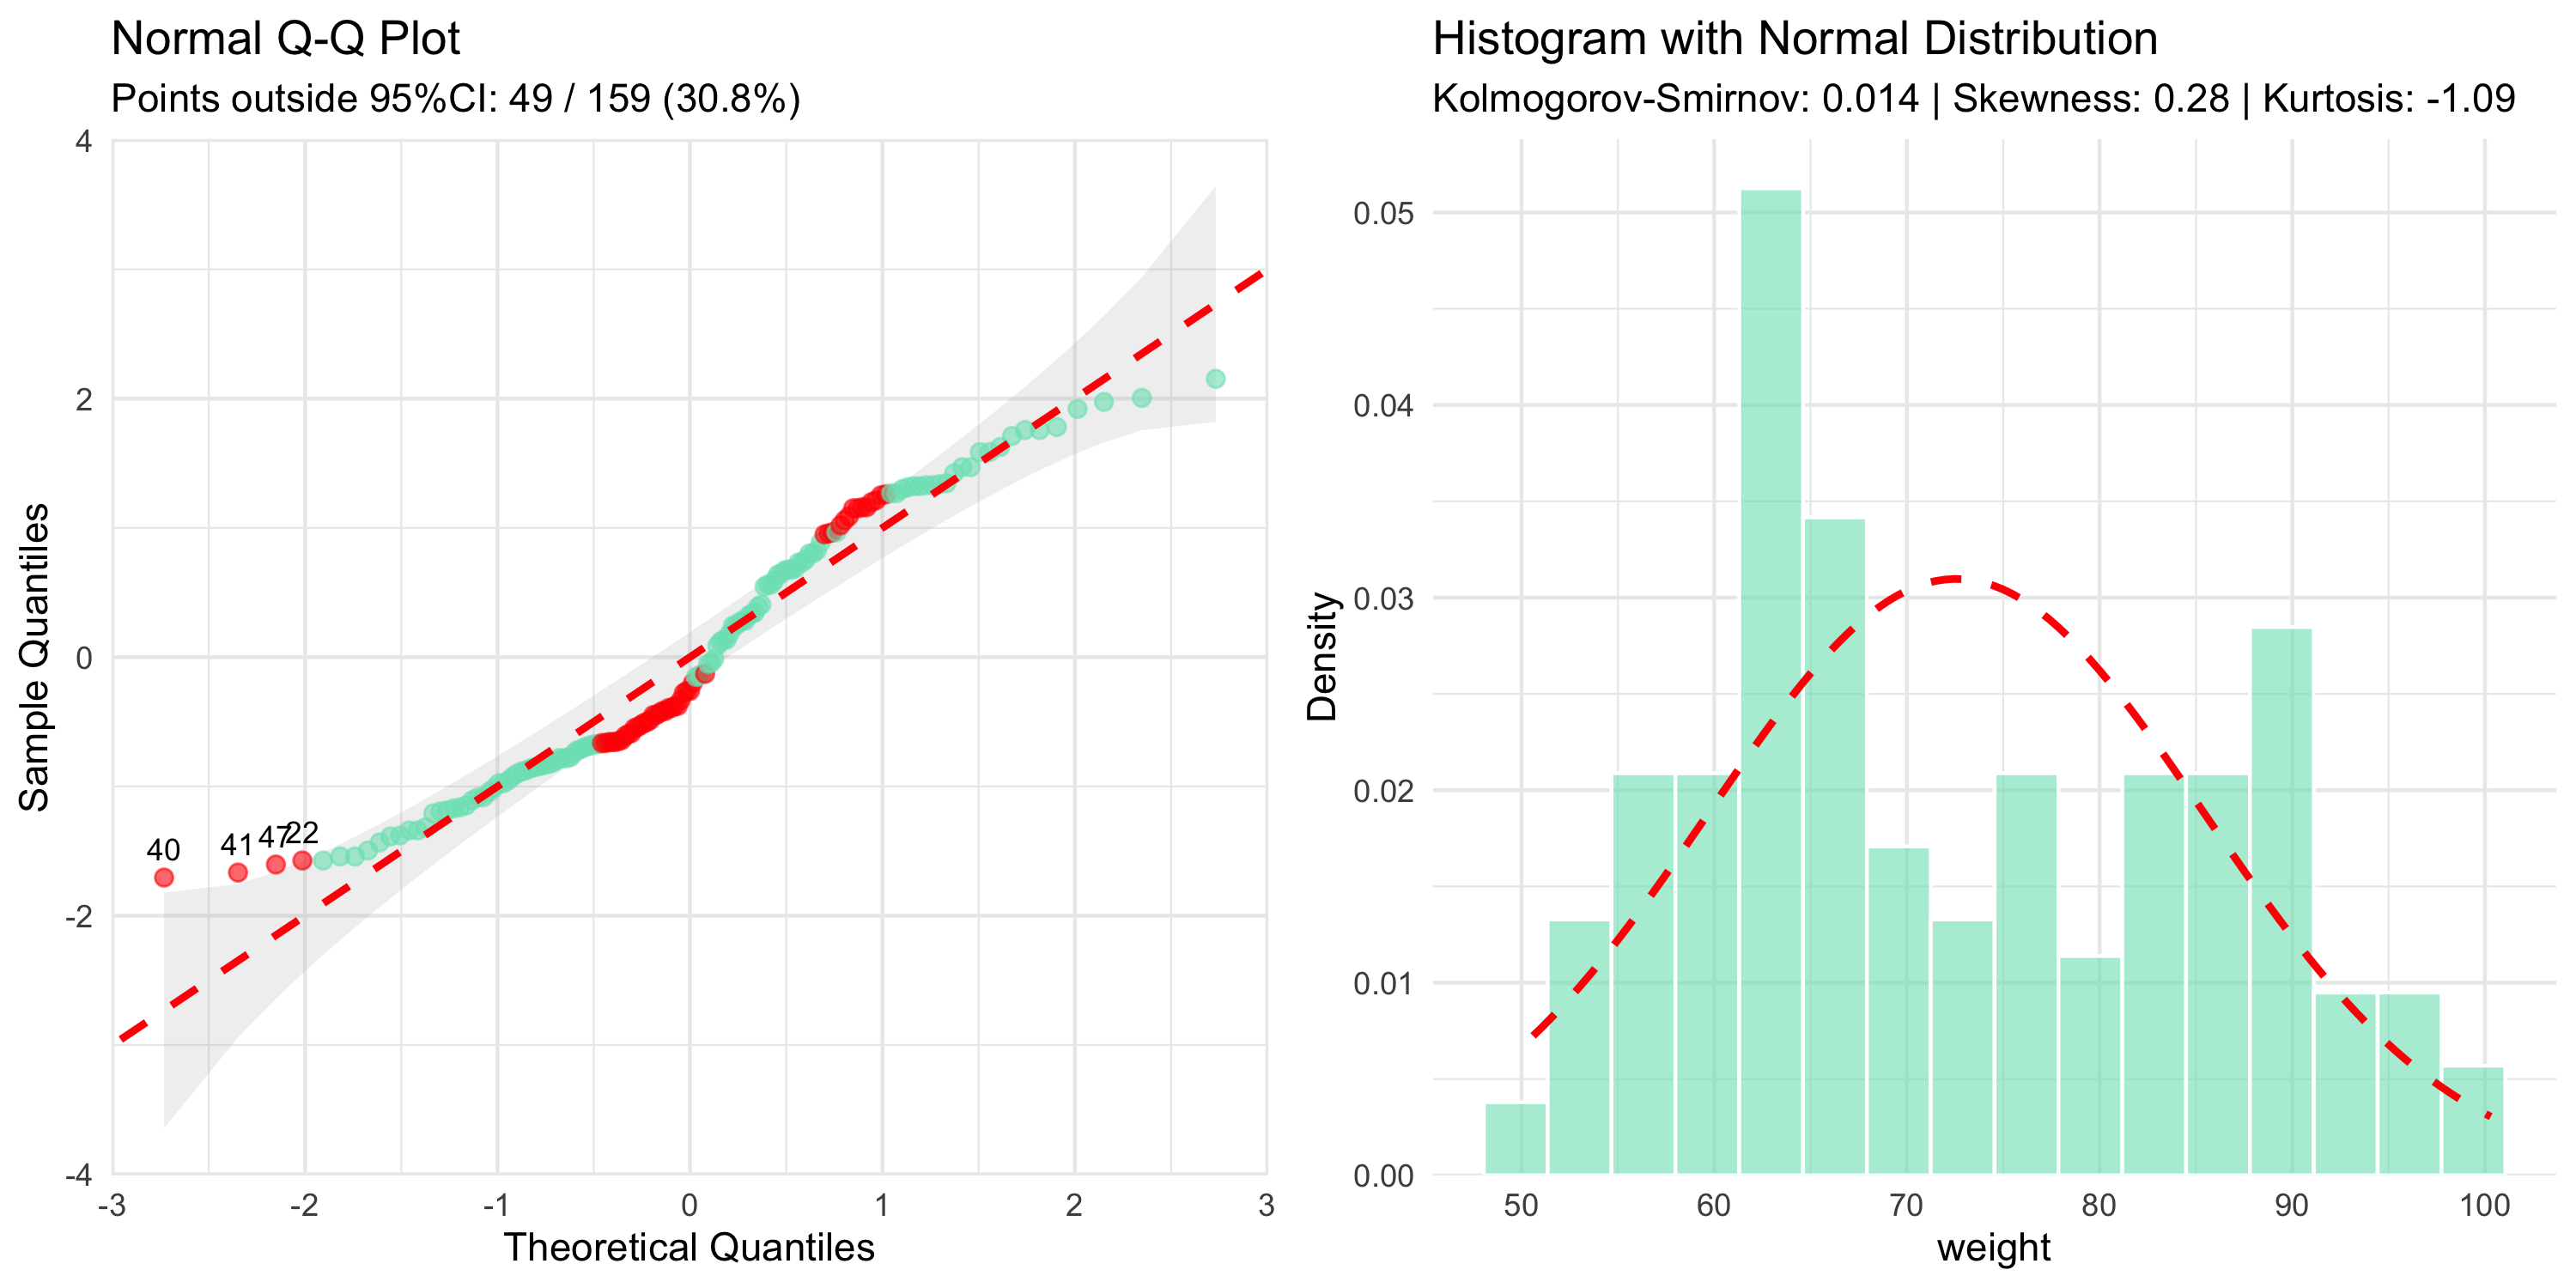 Normal Q-Q Plot
Points outside 95%CI: 49 / 159 (30.8%)
4
2
0
-2
-4
Sample Quantiles
40
41
47
22
-3 -2 -1 0 1 2 3
Theoretical Quantiles
Histogram with Normal Distribution
Kolmogorov-Smirnov: 0.014 | Skewness: 0.28 | Kurtosis: -1.09
0.05
0.04
0.03
0.02
0.01
0.00
Density
50 60 70 80 90 100
weight